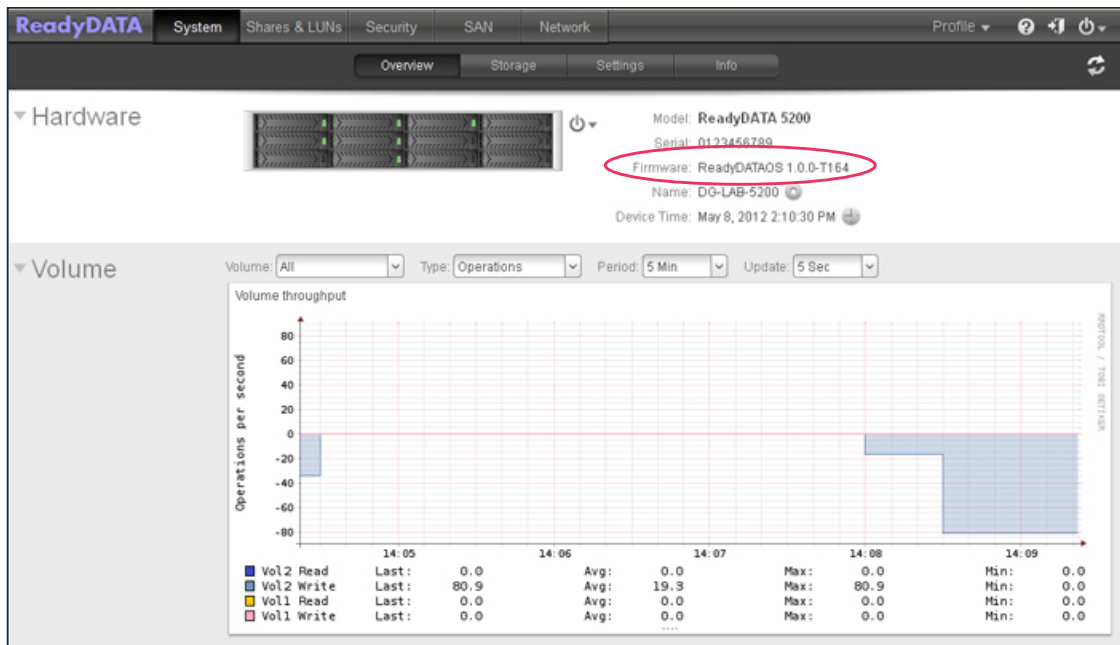 ReadyDATA System Shares & LUNs Security SAN Network Profile
Overview Storage Settings Info
Hardware
Model: ReadyDATA 5200
Serial: 0123456789
Firmware: ReadyDATAOS 1.0.0-T164
Name: DG-LAB-5200
Device Time: May 8, 2012 2:10:30 PM
Volume
Volume: All Type: Operations Period: 5 Min Update: 5 Sec
Volume throughput
Operations per second
80
60
40
20
0
-20
-40
-60
-80
14:05 14:06 14:07 14:08 14:09
RRDTOOL / TOBI OETIKER
Vol2 Read Last: 0.0 Avg: 0.0 Max: 0.0 Min: 0.0
Vol2 Write Last: 80.9 Avg: 19.3 Max: 80.9 Min: 0.0
Vol1 Read Last: 0.0 Avg: 0.0 Max: 0.0 Min: 0.0
Vol1 Write Last: 0.0 Avg: 0.0 Max: 0.0 Min: 0.0